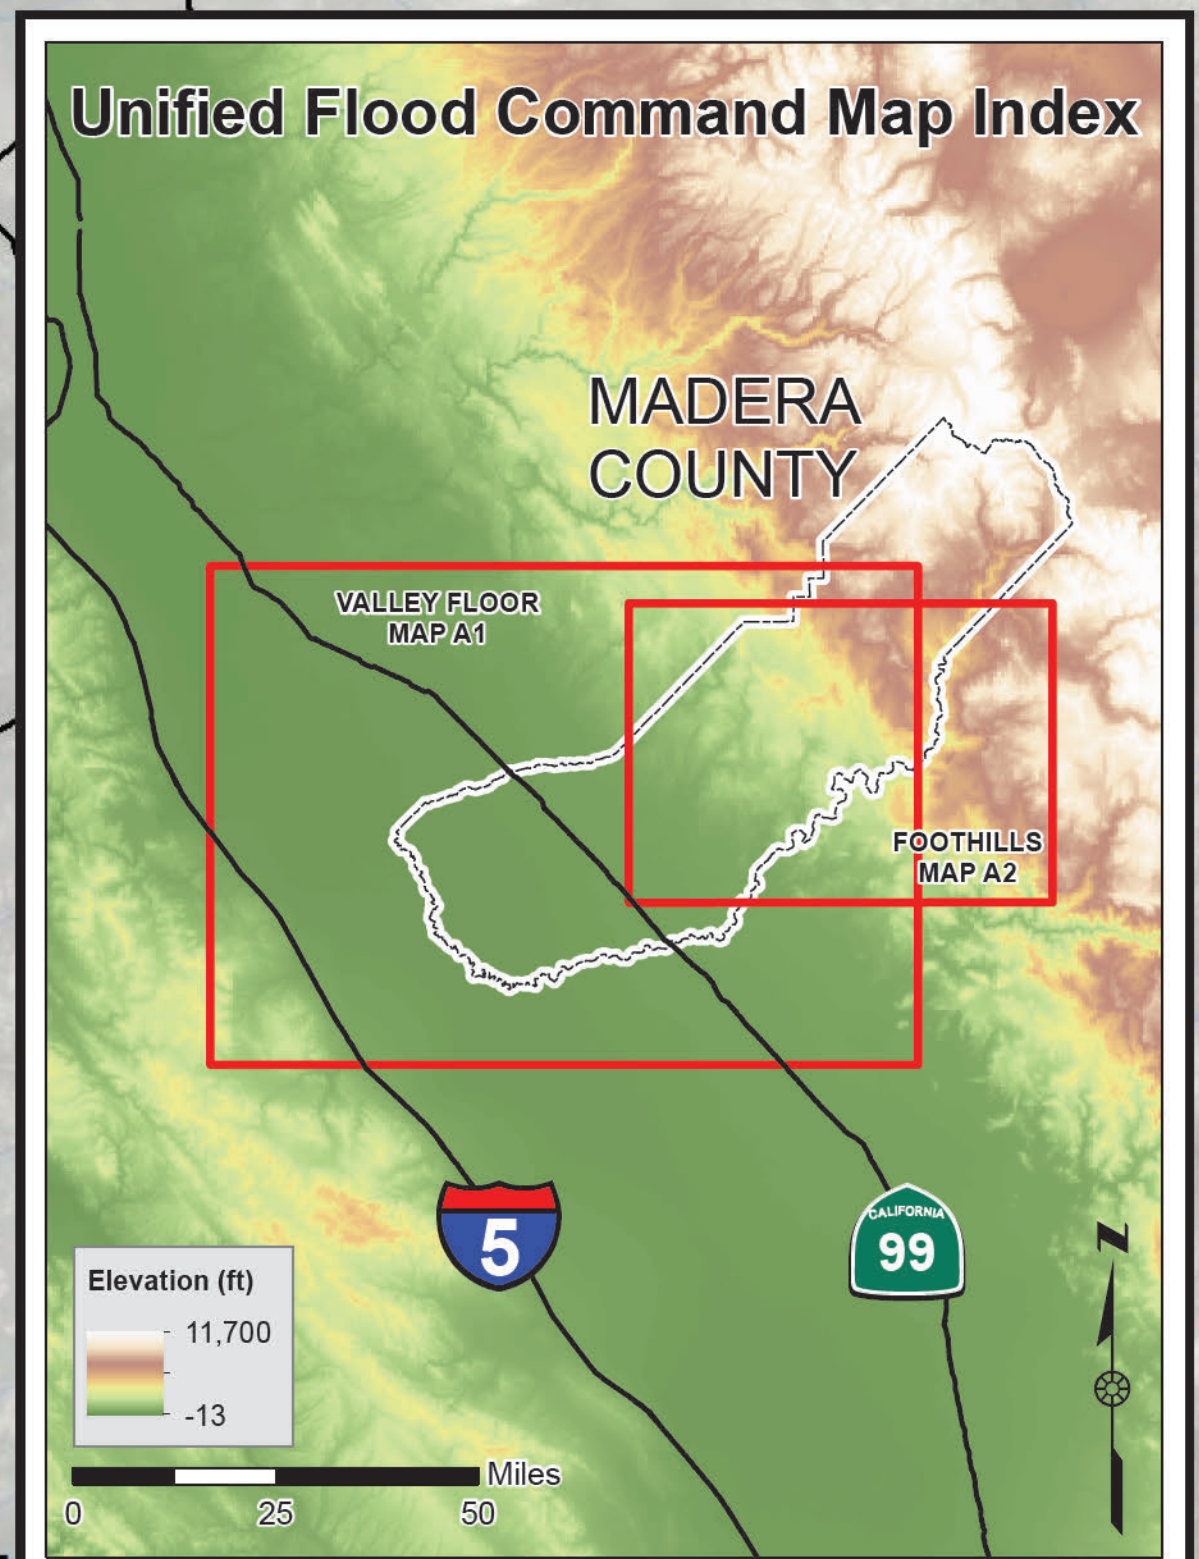 Unified Flood Command Map Index
MADERA
COUNTY
VALLEY FLOOR
MAP A1
FOOTHILLS
MAP A2
5
CALIFORNIA
99
N
Elevation (ft)
11,700
-13
Miles
0 25 50